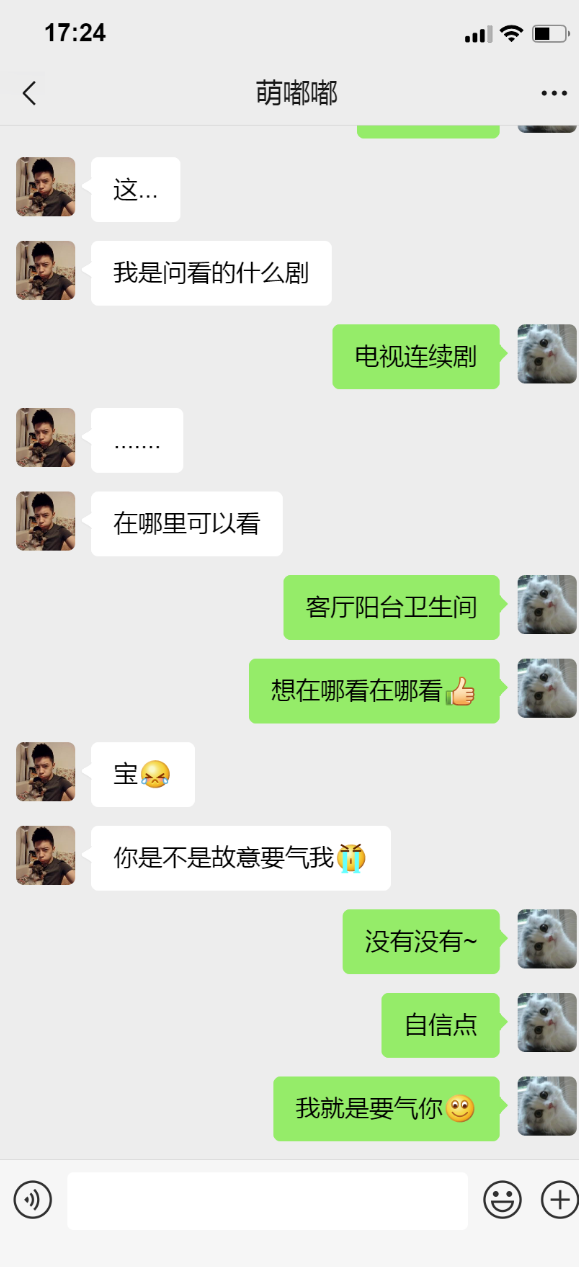 17:24
萌嘟嘟
这...
我是问看的什么剧
电视连续剧
.......
在哪里可以看
客厅阳台卫生间
想在哪看在哪看👍
宝😹
你是不是故意要气我😭
没有没有~
自信点
我就是要气你🙂